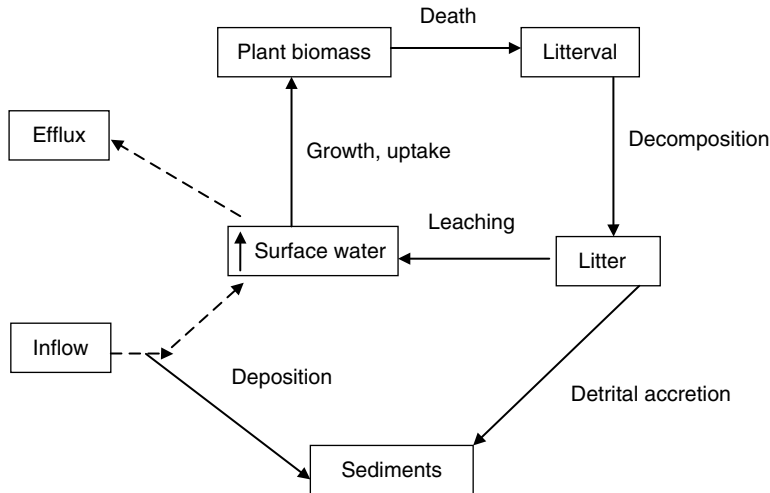 Death
Plant biomass
Litterval
Efflux
Growth, uptake
Decomposition
Leaching
Surface water
Litter
Inflow
Deposition
Detrital accretion
Sediments